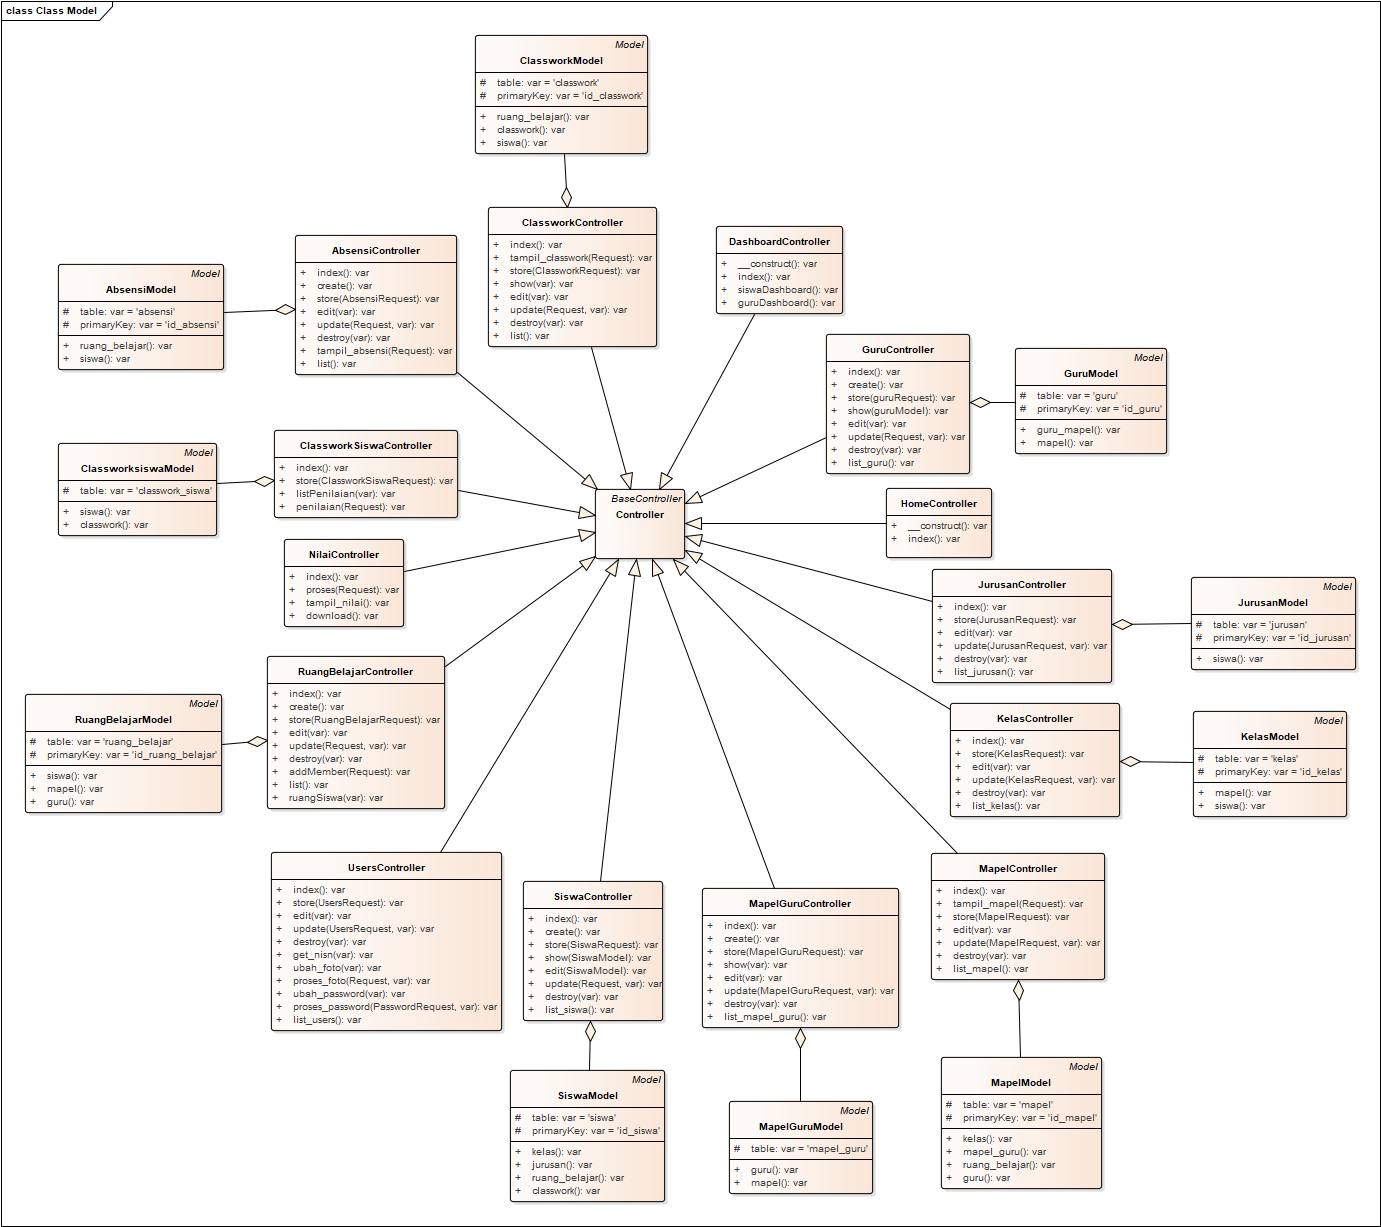 class Class Model
Model
ClassworkModel
# table: var = 'classwork'
# primaryKey: var = 'id_classwork'
+ ruang_belajar(): var
+ classwork(): var
+ siswa(): var
ClassworkController
+ index(): var
+ tampil_classwork(Request): var
+ store(ClassworkRequest): var
+ show(var): var
+ edit(var): var
+ update(Request, var): var
+ destroy(var): var
+ list(): var
DashboardController
+ __construct(): var
+ index(): var
+ siswaDashboard(): var
+ guruDashboard(): var
AbsensiController
+ index(): var
+ create(): var
+ store(AbsensiRequest): var
+ edit(var): var
+ update(Request, var): var
+ destroy(var): var
+ tampil_absensi(Request): var
+ list(): var
Model
AbsensiModel
# table: var = 'absensi'
# primaryKey: var = 'id_absensi'
+ ruang_belajar(): var
+ siswa(): var
GuruController
+ index(): var
+ create(): var
+ store(guruRequest): var
+ show(guruModel): var
+ edit(var): var
+ update(Request, var): var
+ destroy(var): var
+ list_guru(): var
Model
GuruModel
# table: var = 'guru'
# primaryKey: var = 'id_guru'
+ guru_mapel(): var
+ mapel(): var
Model
ClassworksiswaModel
# table: var = 'classwork_siswa'
+ siswa(): var
+ classwork(): var
ClassworkSiswaController
+ index(): var
+ store(ClassworkSiswaRequest): var
+ listPenilaian(var): var
+ penilaian(Request): var
BaseController
Controller
HomeController
+ __construct(): var
+ index(): var
NilaiController
+ index(): var
+ proses(Request): var
+ tampil_nilai(): var
+ download(): var
JurusanController
+ index(): var
+ store(JurusanRequest): var
+ edit(var): var
+ update(JurusanRequest, var): var
+ destroy(var): var
+ list_jurusan(): var
Model
JurusanModel
# table: var = 'jurusan'
# primaryKey: var = 'id_jurusan'
+ siswa(): var
RuangBelajarController
+ index(): var
+ create(): var
+ store(RuangBelajarRequest): var
+ edit(var): var
+ update(Request, var): var
+ destroy(var): var
+ addMember(Request): var
+ list(): var
+ ruangSiswa(var): var
Model
RuangBelajarModel
# table: var = 'ruang_belajar'
# primaryKey: var = 'id_ruang_belajar'
+ siswa(): var
+ mapel(): var
+ guru(): var
KelasController
+ index(): var
+ store(KelasRequest): var
+ edit(var): var
+ update(KelasRequest, var): var
+ destroy(var): var
+ list_kelas(): var
Model
KelasModel
# table: var = 'kelas'
# primaryKey: var = 'id_kelas'
+ mapel(): var
+ siswa(): var
UsersController
+ index(): var
+ store(UsersRequest): var
+ edit(var): var
+ update(UsersRequest, var): var
+ destroy(var): var
+ get_nisn(var): var
+ ubah_foto(var): var
+ proses_foto(Request, var): var
+ ubah_password(var): var
+ proses_password(PasswordRequest, var): var
+ list_users(): var
SiswaController
+ index(): var
+ create(): var
+ store(SiswaRequest): var
+ show(SiswaModel): var
+ edit(SiswaModel): var
+ update(Request, var): var
+ destroy(var): var
+ list_siswa(): var
MapelGuruController
+ index(): var
+ create(): var
+ store(MapelGuruRequest): var
+ show(var): var
+ edit(var): var
+ update(MapelGuruRequest, var): var
+ destroy(var): var
+ list_mapel_guru(): var
MapelController
+ index(): var
+ tampil_mapel(Request): var
+ store(MapelRequest): var
+ edit(var): var
+ update(MapelRequest, var): var
+ destroy(var): var
+ list_mapel(): var
Model
SiswaModel
# table: var = 'siswa'
# primaryKey: var = 'id_siswa'
+ kelas(): var
+ jurusan(): var
+ ruang_belajar(): var
+ classwork(): var
Model
MapelGuruModel
# table: var = 'mapel_guru'
+ guru(): var
+ mapel(): var
Model
MapelModel
# table: var = 'mapel'
# primaryKey: var = 'id_mapel'
+ kelas(): var
+ mapel_guru(): var
+ ruang_belajar(): var
+ guru(): var